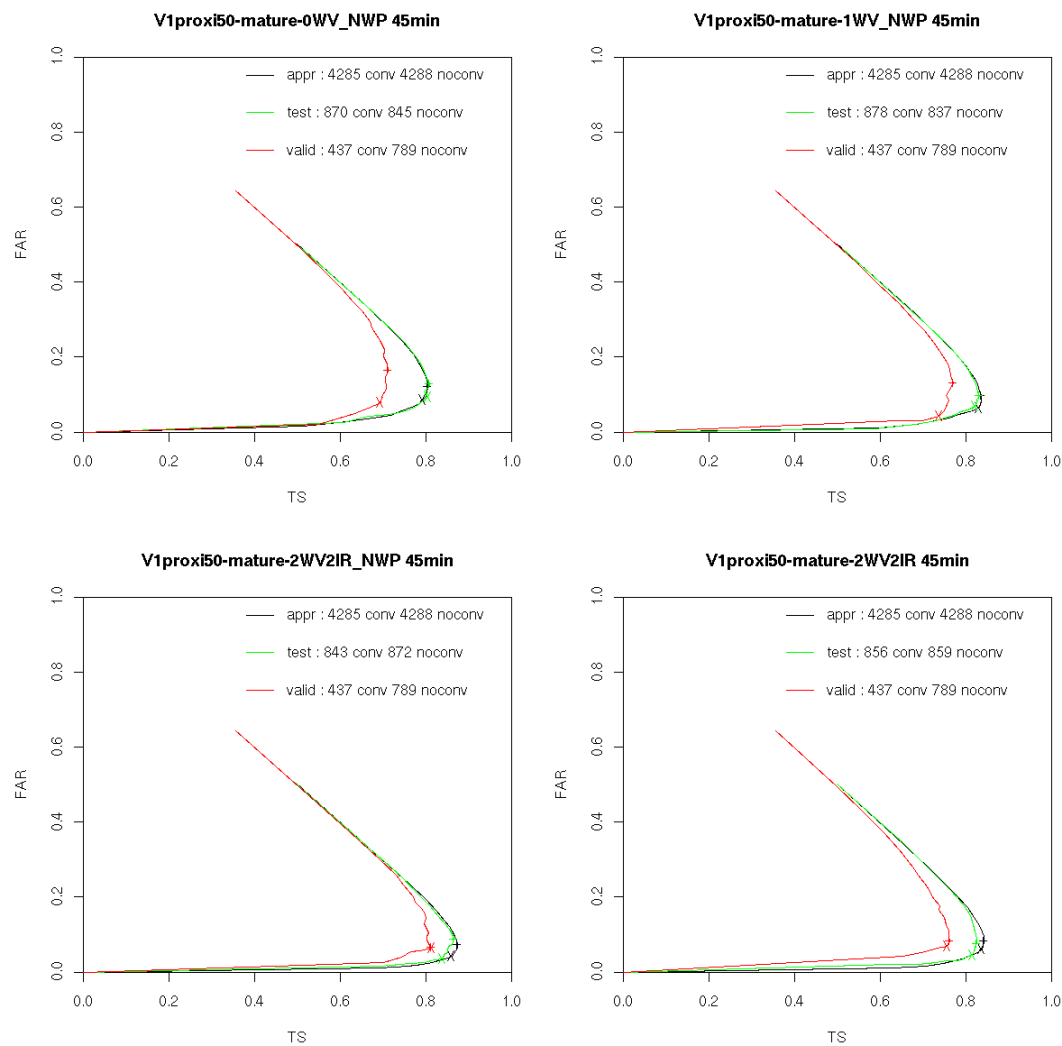 V1proxi50-mature-0WV_NWP 45min
appr : 4285 conv 4288 noconv
test : 870 conv 845 noconv
valid : 437 conv 789 noconv
FAR
1.0
0.8
0.6
0.4
0.2
0.0
0.0 0.2 0.4 0.6 0.8 1.0
TS
V1proxi50-mature-1WV_NWP 45min
appr : 4285 conv 4288 noconv
test : 878 conv 837 noconv
valid : 437 conv 789 noconv
FAR
1.0
0.8
0.6
0.4
0.2
0.0
0.0 0.2 0.4 0.6 0.8 1.0
TS
V1proxi50-mature-2WV2IR_NWP 45min
appr : 4285 conv 4288 noconv
test : 843 conv 872 noconv
valid : 437 conv 789 noconv
FAR
1.0
0.8
0.6
0.4
0.2
0.0
0.0 0.2 0.4 0.6 0.8 1.0
TS
V1proxi50-mature-2WV2IR 45min
appr : 4285 conv 4288 noconv
test : 856 conv 859 noconv
valid : 437 conv 789 noconv
FAR
1.0
0.8
0.6
0.4
0.2
0.0
0.0 0.2 0.4 0.6 0.8 1.0
TS